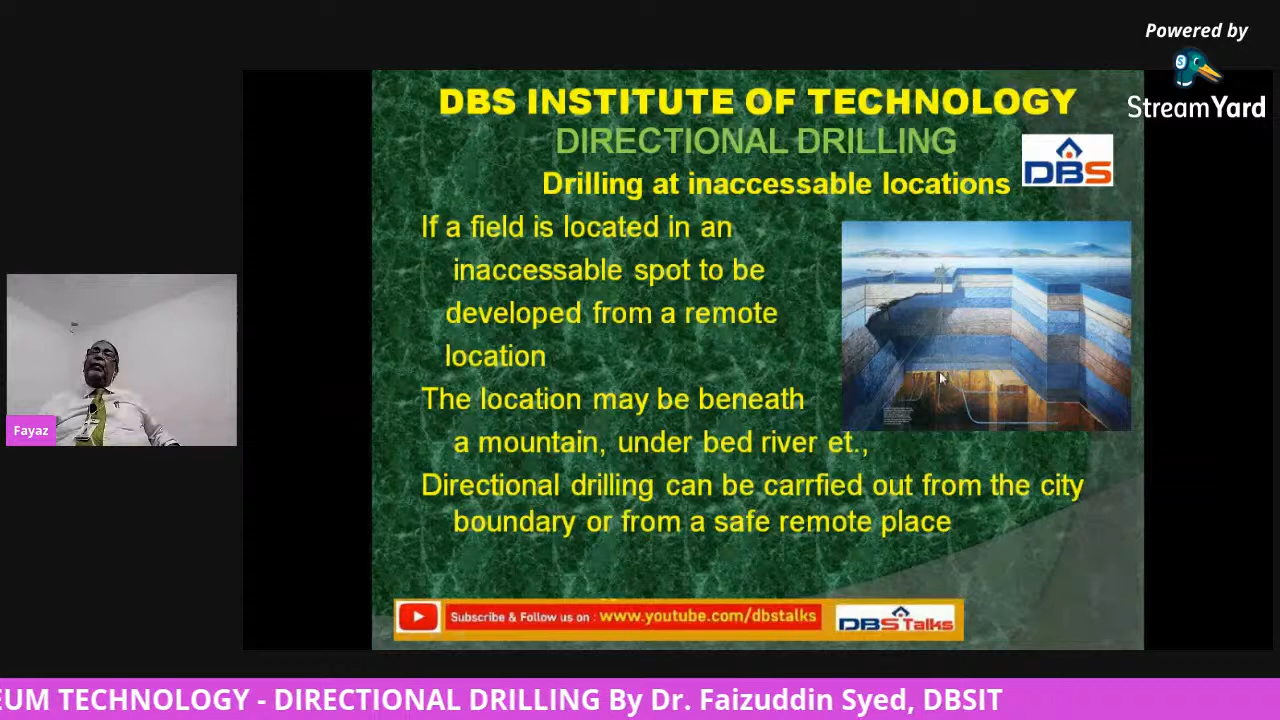 Powered by
StreamYard
DBS INSTITUTE OF TECHNOLOGY
DIRECTIONAL DRILLING
DBS
Drilling at inaccessable locations
If a field is located in an
inaccessable spot to be
developed from a remote
location
The location may be beneath
a mountain, under bed river et.,
Directional drilling can be carrfied out from the city
boundary or from a safe remote place
Fayaz
Subscribe & Follow us on : www.youtube.com/dbstalks
DBS Talks
EUM TECHNOLOGY - DIRECTIONAL DRILLING By Dr. Faizuddin Syed, DBSIT